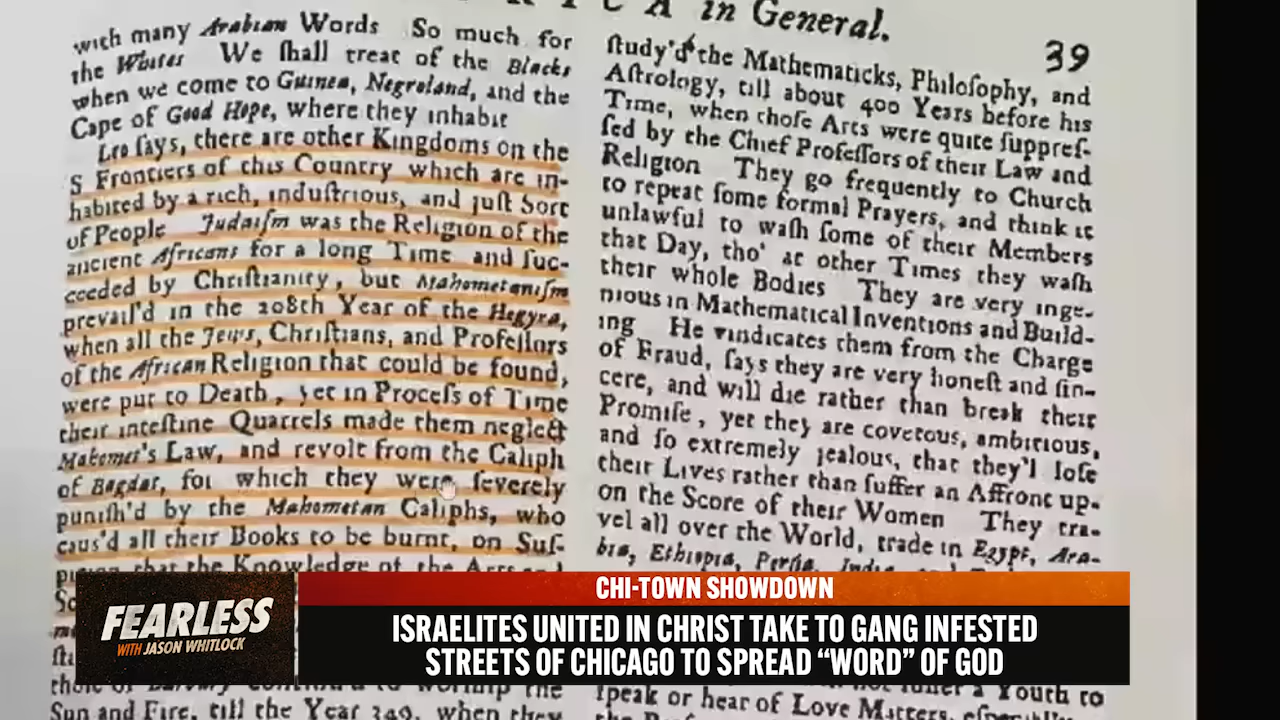 in General.
39
with many Arabian Words So much for
the Whites We ſhall treat of the Blacks
when we come to Guinea, Negroland, and the
Cape of Good Hope, where they inhabit
Leo ſays, there are other Kingdoms on the
S Frontiers of this Country which are in-
habited by a rich, induſtrious, and juſt Sort
of People Judaiſm was the Religion of the
ancient Africans for a long Time and ſuc-
ceeded by Chriſtianity, but Mahometaniſm
prevail'd in the 208th Year of the Hegyra,
when all the Jews, Chriſtians, and Profeſſors
of the African Religion that could be found,
were put to Death, yet in Proceſs of Time
their inteſtine Quarrels made them neglect
Mahomet's Law, and revolt from the Caliph
of Bagdat, for which they were ſeverely
puniſh'd by the Mahometan Caliphs, who
caus'd all their Books to be burnt, on Suſ-
that the Knowledge of the Arts and
worſhip the
Sun and Fire, till the Year 349, when they
ſtudy'd the Mathematicks, Philoſophy, and
Aſtrology, till about 400 Years before his
Time, when thoſe Arts were quite ſuppreſ-
ſed by the Chief Profeſſors of their Law and
Religion They go frequently to Church
to repeat ſome formal Prayers, and think it
unlawful to waſh ſome of their Members
that Day, tho' at other Times they waſh
their whole Bodies They are very inge-
nious in Mathematical Inventions and Build-
ing He vindicates them from the Charge
of Fraud, ſays they are very honeſt and ſin-
cere, and will die rather than break their
Promiſe, yet they are covetous, ambitious,
and ſo extremely jealous, that they'l loſe
their Lives rather than ſuffer an Affront up-
on the Score of their Women They tra-
vel all over the World, trade in Egypt, Ara-
bia, Ethiopia, Perſia, India
a Youth to
ſpeak or hear of Love Matters, eſpecially
CHI-TOWN SHOWDOWN
FEARLESS
WITH JASON WHITLOCK
ISRAELITES UNITED IN CHRIST TAKE TO GANG INFESTED
STREETS OF CHICAGO TO SPREAD “WORD” OF GOD